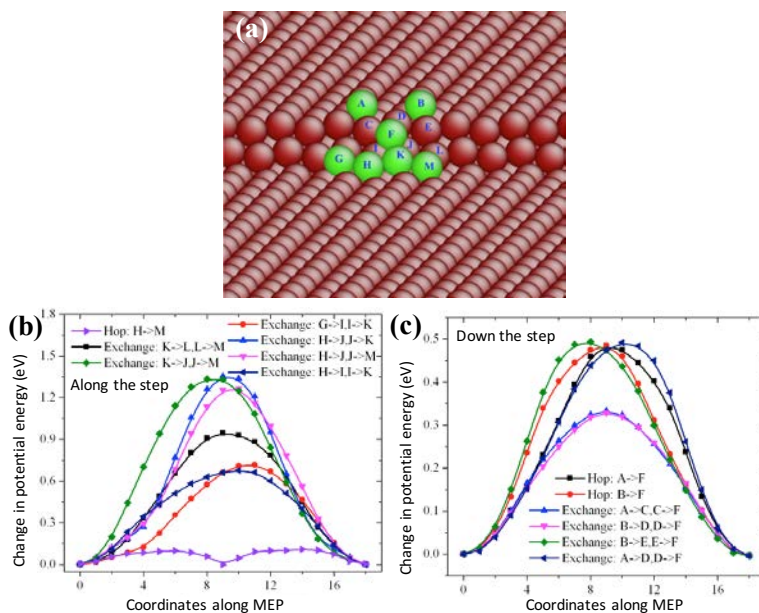 (a)
A B
C D E
F
I J L
G H K M
(b)
Hop: H->M
Exchange: K->L,L->M
Exchange: K->J,J->M
Exchange: G->I,I->K
Exchange: H->J,J->K
Exchange: H->J,J->M
Exchange: H->I,I->K
Along the step
Change in potential energy (eV)
1.8
1.5
1.2
0.9
0.6
0.3
0.0
0 4 8 12 16
Coordinates along MEP
(c)
Down the step
Change in potential energy (eV)
0.5
0.4
0.3
0.2
0.1
0.0
Hop: A->F
Hop: B->F
Exchange: A->C,C->F
Exchange: B->D,D->F
Exchange: B->E,E->F
Exchange: A->D,D->F
0 4 8 12 16
Coordinates along MEP